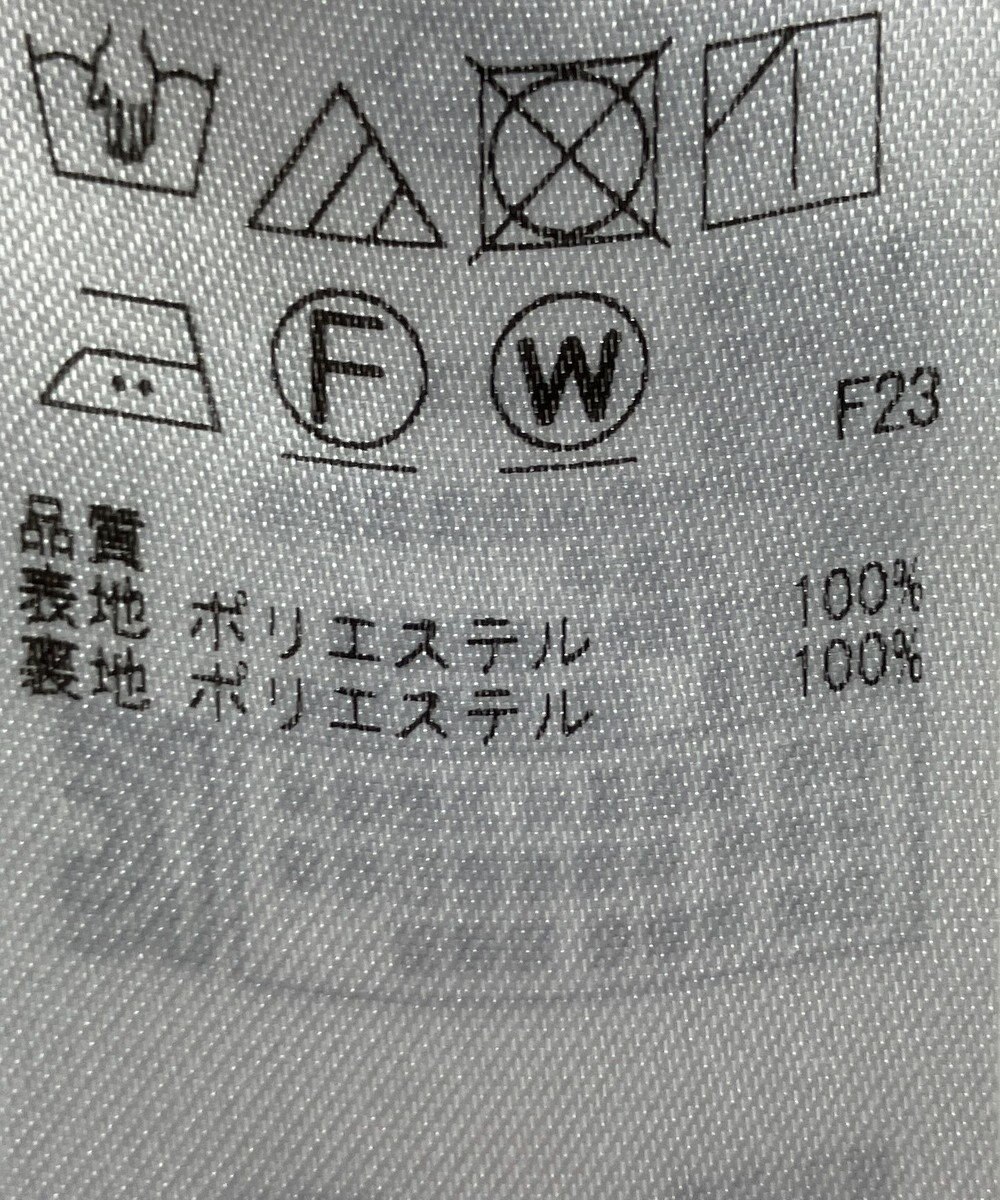 F W F23
品質
表地 ポリエステル 100%
裏地 ポリエステル 100%